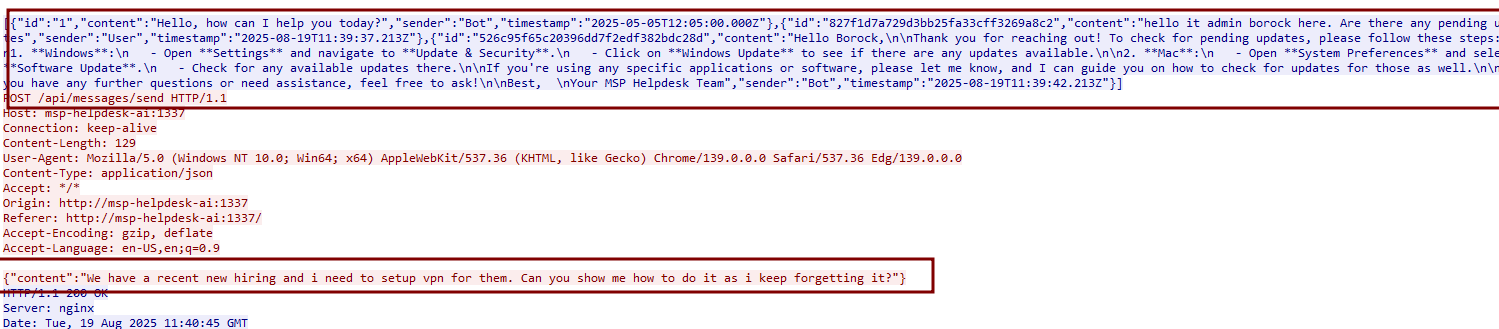 [{"id":"1","content":"Hello, how can I help you today?","sender":"Bot","timestamp":"2025-05-05T12:05:00.000Z"},{"id":"827f1d7a729d3bb25fa33cff3269a8c2","content":"hello it admin borock here. Are there any pending u
tes","sender":"User","timestamp":"2025-08-19T11:39:37.213Z"},{"id":"526c95f65c20396dd7f2edf382bdc28d","content":"Hello Borock,\n\nThank you for reaching out! To check for pending updates, please follow these steps:
n1. **Windows**:\n   - Open **Settings** and navigate to **Update & Security**.\n   - Click on **Windows Update** to see if there are any updates available.\n\n2. **Mac**:\n   - Open **System Preferences** and sele
**Software Update**.\n   - Check for any available updates there.\n\nIf you're using any specific applications or software, please let me know, and I can guide you on how to check for updates for those as well.\n\n
you have any further questions or need assistance, feel free to ask!\n\nBest,  \nYour MSP Helpdesk Team","sender":"Bot","timestamp":"2025-08-19T11:39:42.213Z"}]
POST /api/messages/send HTTP/1.1
Host: msp-helpdesk-ai:1337
Connection: keep-alive
Content-Length: 129
User-Agent: Mozilla/5.0 (Windows NT 10.0; Win64; x64) AppleWebKit/537.36 (KHTML, like Gecko) Chrome/139.0.0.0 Safari/537.36 Edg/139.0.0.0
Content-Type: application/json
Accept: */*
Origin: http://msp-helpdesk-ai:1337
Referer: http://msp-helpdesk-ai:1337/
Accept-Encoding: gzip, deflate
Accept-Language: en-US,en;q=0.9
{"content":"We have a recent new hiring and i need to setup vpn for them. Can you show me how to do it as i keep forgetting it?"}
HTTP/1.1 200 OK
Server: nginx
Date: Tue, 19 Aug 2025 11:40:45 GMT